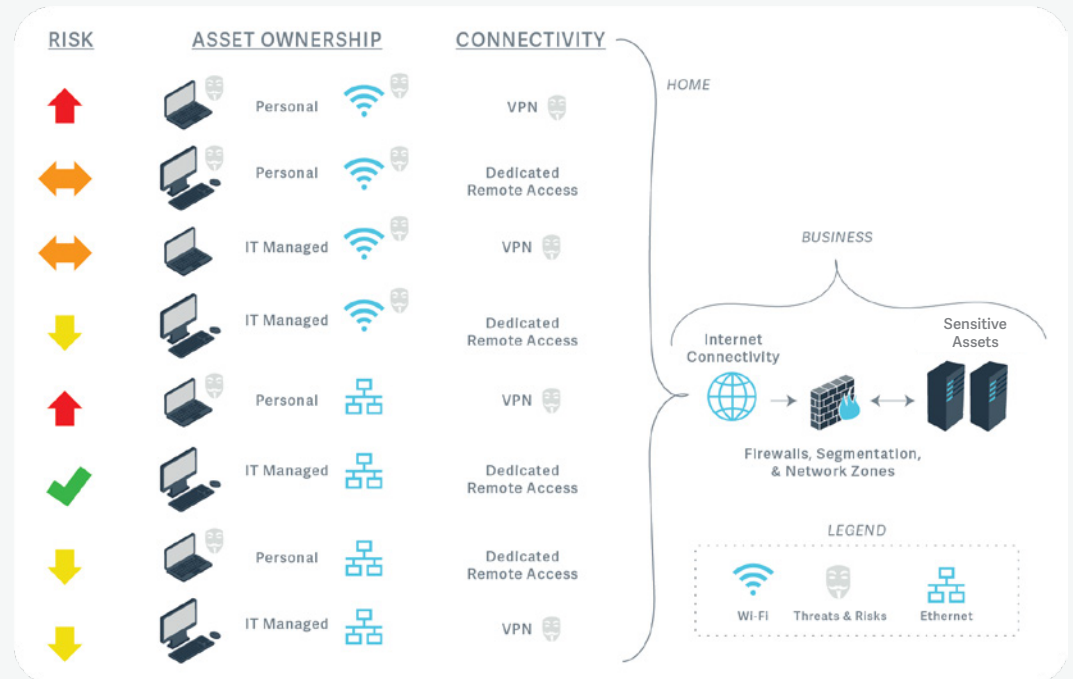 RISK ASSET OWNERSHIP CONNECTIVITY
HOME
Personal VPN
Personal Dedicated
Remote Access
IT Managed VPN
IT Managed Dedicated
Remote Access
Personal VPN
IT Managed Dedicated
Remote Access
Personal Dedicated
Remote Access
IT Managed VPN
BUSINESS
Internet
Connectivity
Sensitive
Assets
Firewalls, Segmentation,
& Network Zones
LEGEND
Wi-Fi Threats & Risks Ethernet